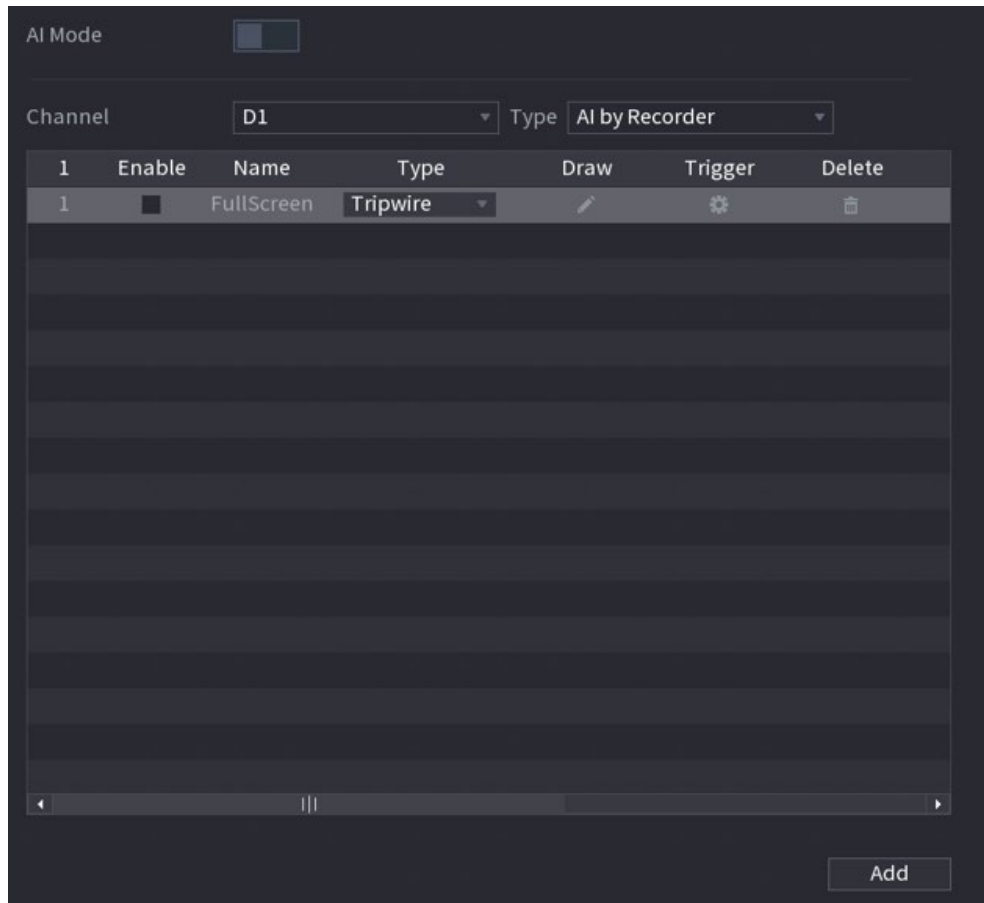 AI Mode
Channel D1 Type AI by Recorder
1 Enable Name Type Draw Trigger Delete
1 FullScreen Tripwire
Add